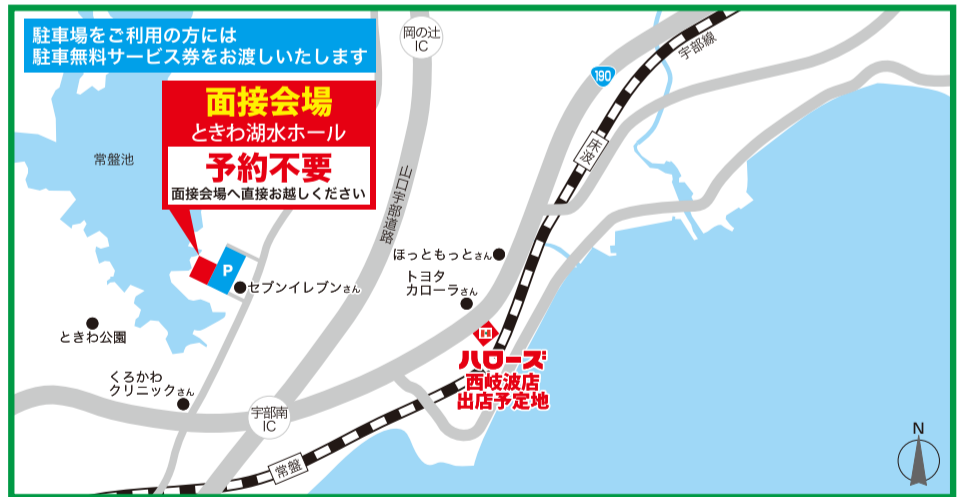 駐車場をご利用の方には
駐車無料サービス券をお渡しいたします
面接会場
ときわ湖水ホール
予約不要
面接会場へ直接お越しください
岡の辻
IC
190
宇部線
床波
常盤池
山口宇部道路
P
セブンイレブンさん
ほっともっとさん
トヨタ
カローラさん
ときわ公園
くろかわ
クリニックさん
宇部南
IC
ハローズ
西岐波店
出店予定地
常盤
N